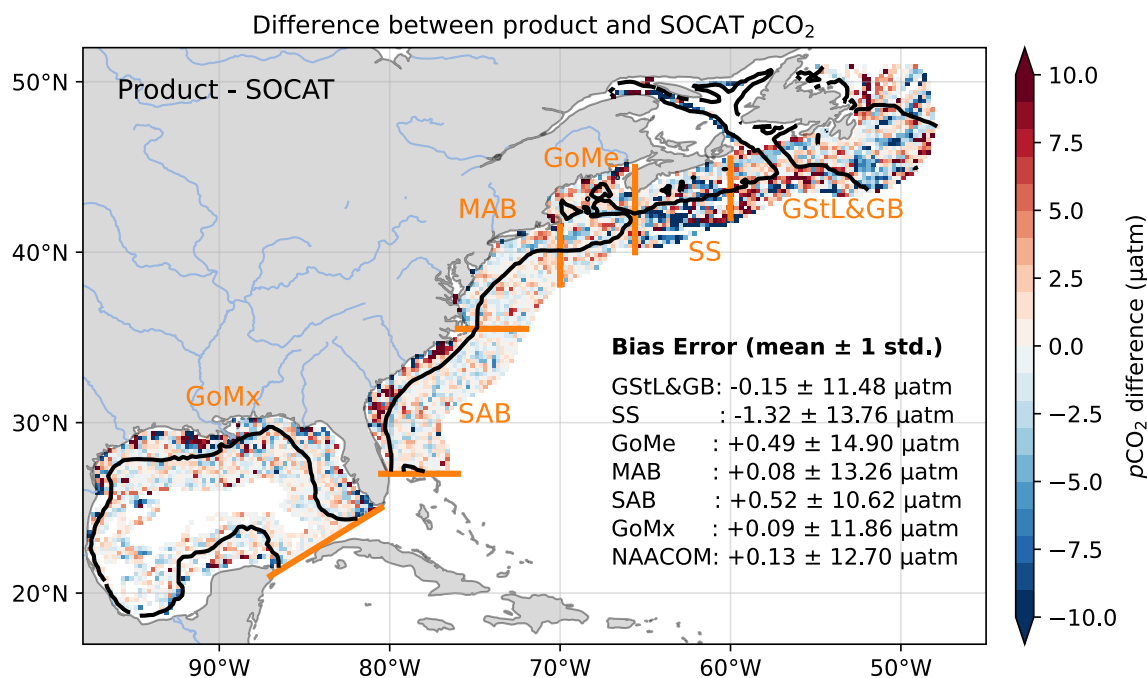 Difference between product and SOCAT pCO₂
Product - SOCAT
50°N
40°N
30°N
20°N
90°W
80°W
70°W
60°W
50°W
GoMe
MAB
GStL&GB
SS
SAB
GoMx
Bias Error (mean ± 1 std.)
GStL&GB: -0.15 ± 11.48 μatm
SS : -1.32 ± 13.76 μatm
GoMe : +0.49 ± 14.90 μatm
MAB : +0.08 ± 13.26 μatm
SAB : +0.52 ± 10.62 μatm
GoMx : +0.09 ± 11.86 μatm
NAACOM: +0.13 ± 12.70 μatm
10.0
7.5
5.0
2.5
0.0
−2.5
−5.0
−7.5
−10.0
pCO₂ difference (μatm)